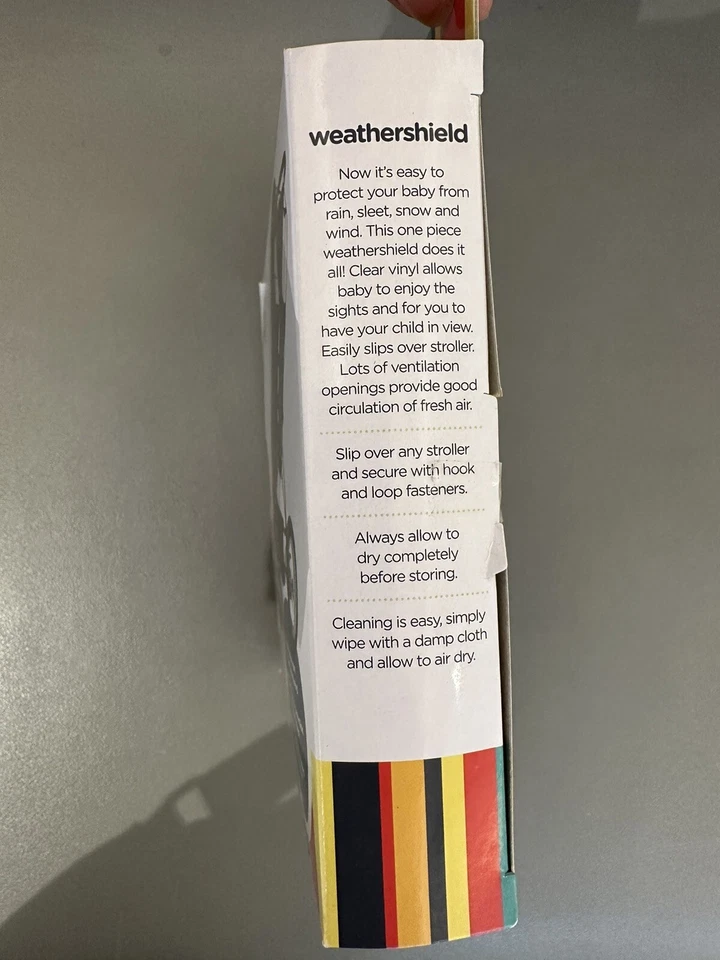 weathershield
Now it's easy to
protect your baby from
rain, sleet, snow and
wind. This one piece
weathershield does it
all! Clear vinyl allows
baby to enjoy the
sights and for you to
have your child in view.
Easily slips over stroller.
Lots of ventilation
openings provide good
circulation of fresh air.
Slip over any stroller
and secure with hook
and loop fasteners.
Always allow to
dry completely
before storing.
Cleaning is easy, simply
wipe with a damp cloth
and allow to air dry.